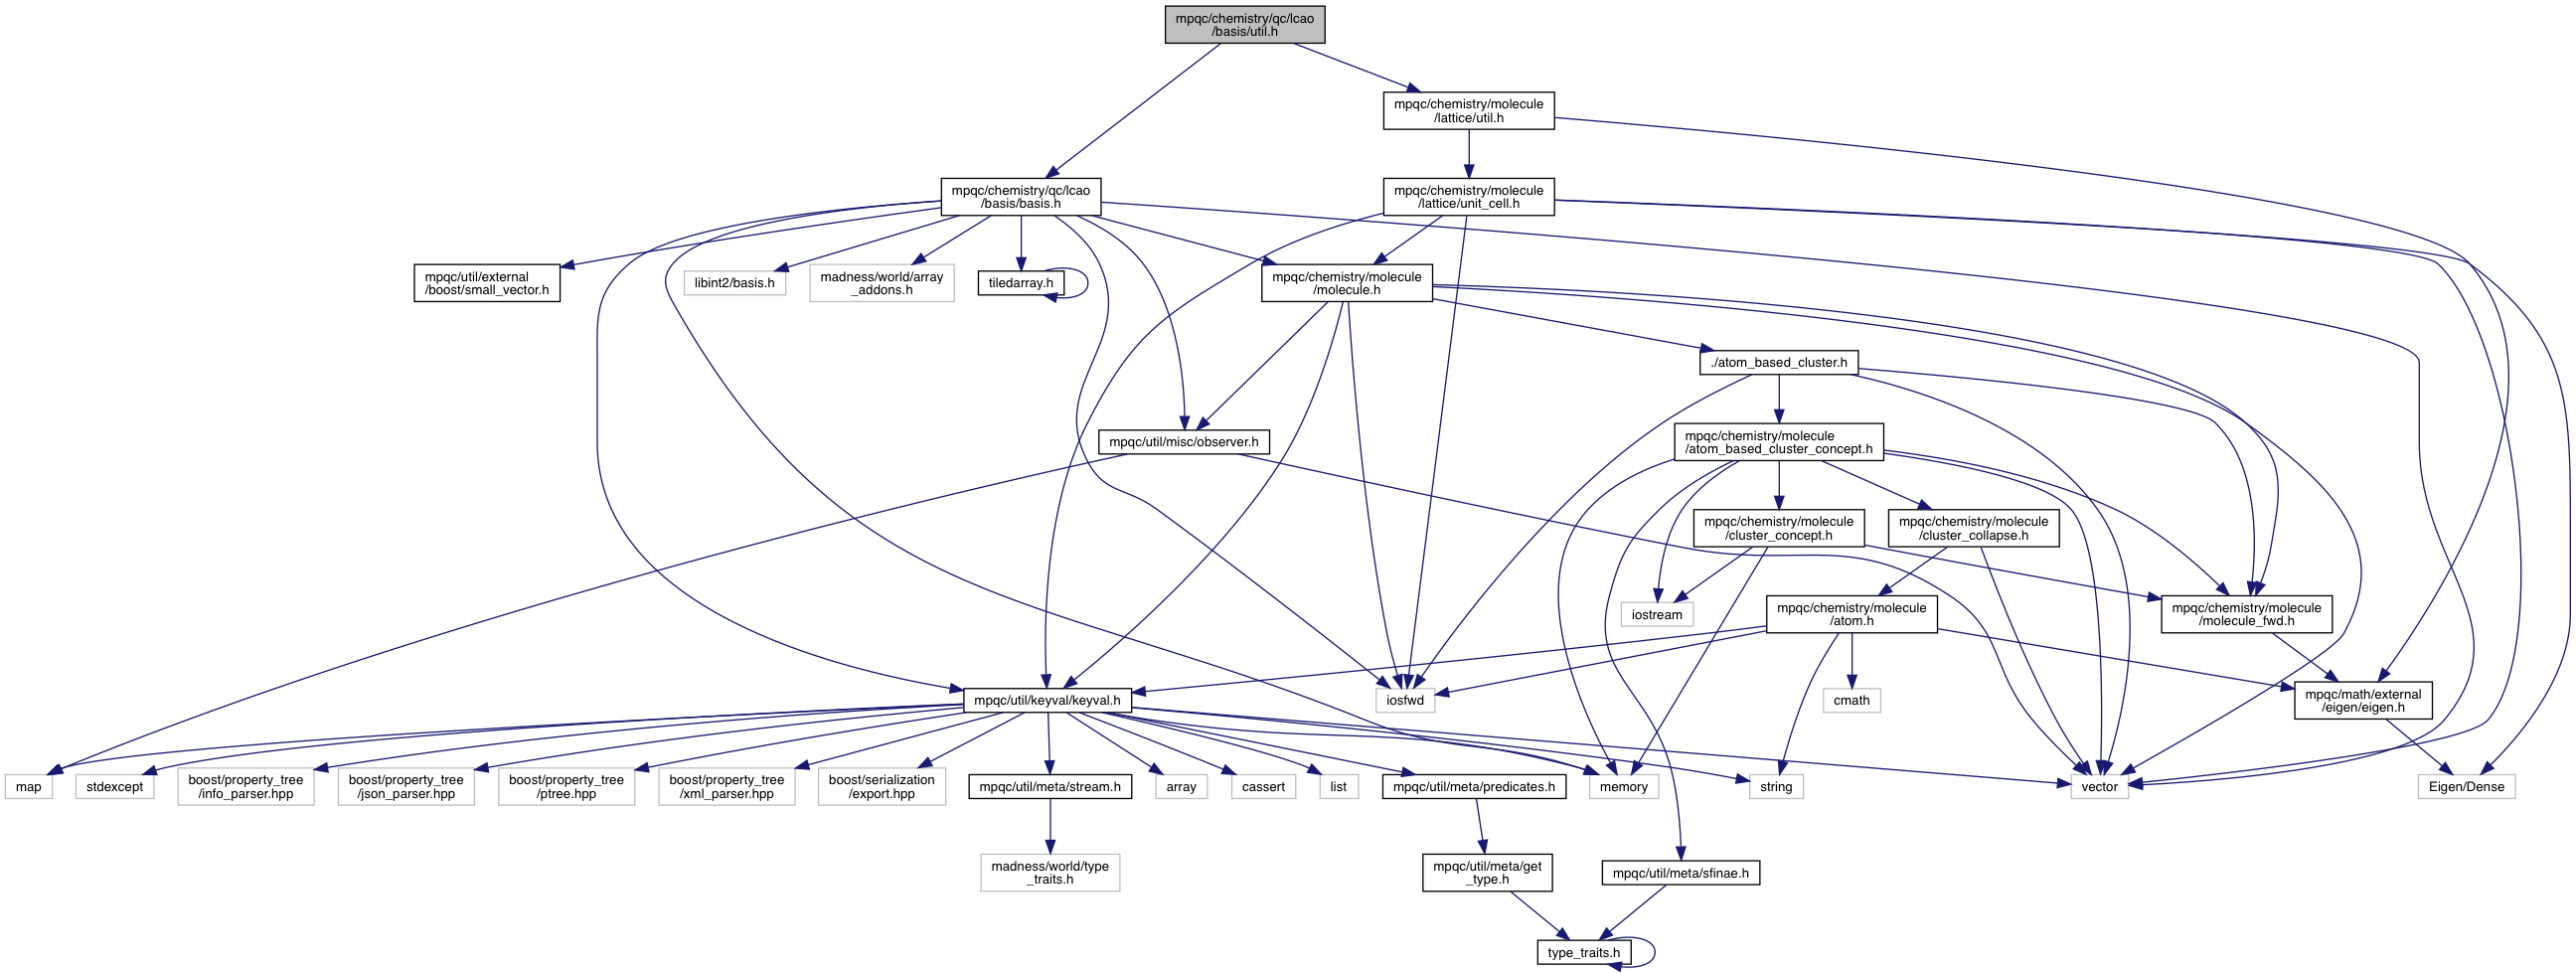 mpqc/chemistry/qc/lcao
/basis/util.h
mpqc/chemistry/molecule
/lattice/util.h
mpqc/chemistry/qc/lcao
/basis/basis.h
mpqc/chemistry/molecule
/lattice/unit_cell.h
mpqc/util/external
/boost/small_vector.h
libint2/basis.h
madness/world/array
_addons.h
tiledarray.h
mpqc/chemistry/molecule
/molecule.h
./atom_based_cluster.h
mpqc/util/misc/observer.h
mpqc/chemistry/molecule
/atom_based_cluster_concept.h
mpqc/chemistry/molecule
/cluster_concept.h
mpqc/chemistry/molecule
/cluster_collapse.h
iostream
mpqc/chemistry/molecule
/atom.h
mpqc/chemistry/molecule
/molecule_fwd.h
mpqc/util/keyval/keyval.h
iosfwd
cmath
mpqc/math/external
/eigen/eigen.h
map
stdexcept
boost/property_tree
/info_parser.hpp
boost/property_tree
/json_parser.hpp
boost/property_tree
/ptree.hpp
boost/property_tree
/xml_parser.hpp
boost/serialization
/export.hpp
mpqc/util/meta/stream.h
array
cassert
list
mpqc/util/meta/predicates.h
memory
string
vector
Eigen/Dense
madness/world/type
_traits.h
mpqc/util/meta/get
_type.h
mpqc/util/meta/sfinae.h
type_traits.h